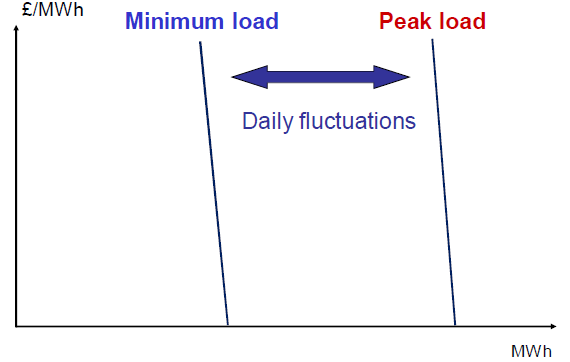 £/MWh
Minimum load
Peak load
Daily fluctuations
MWh